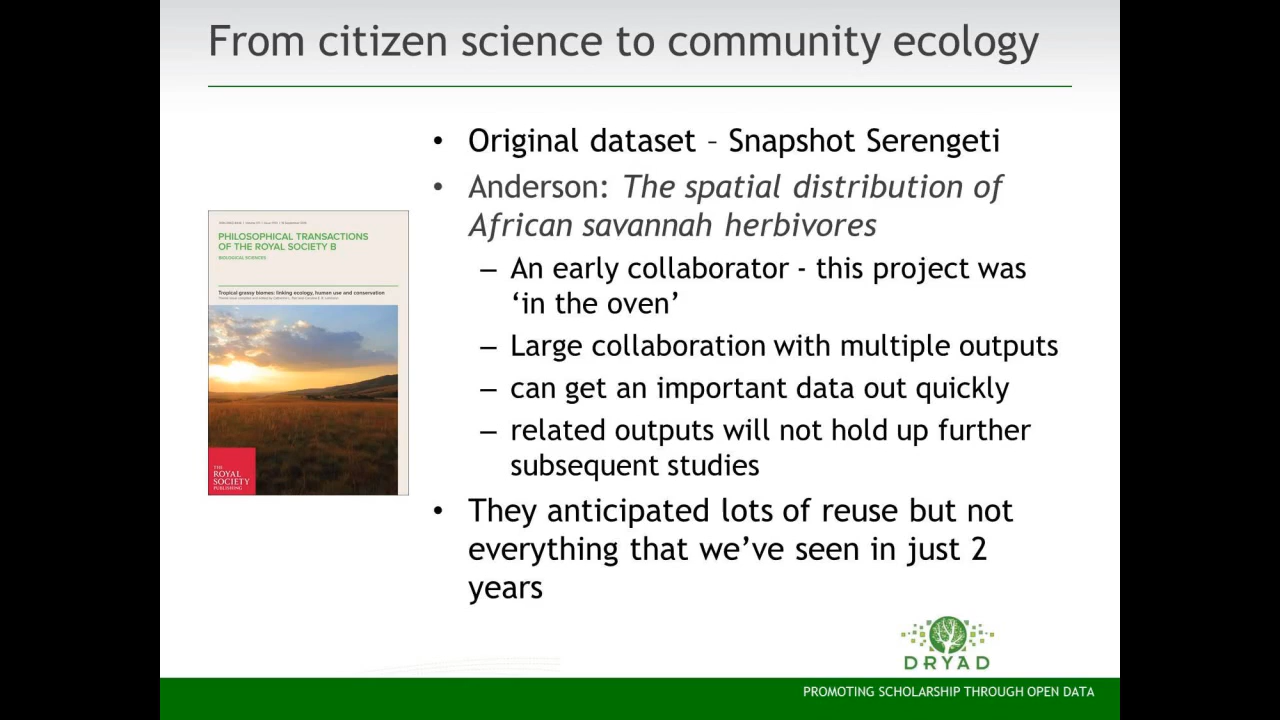 From citizen science to community ecology
• Original dataset – Snapshot Serengeti
• Anderson: The spatial distribution of
African savannah herbivores
– An early collaborator - this project was
‘in the oven’
– Large collaboration with multiple outputs
– can get an important data out quickly
– related outputs will not hold up further
subsequent studies
• They anticipated lots of reuse but not
everything that we’ve seen in just 2
years
PHILOSOPHICAL TRANSACTIONS
OF THE ROYAL SOCIETY B
BIOLOGICAL SCIENCES
Tropical grassy biomes: linking ecology, human use and conservation
THE
ROYAL
SOCIETY
PUBLISHING
DRYAD
PROMOTING SCHOLARSHIP THROUGH OPEN DATA